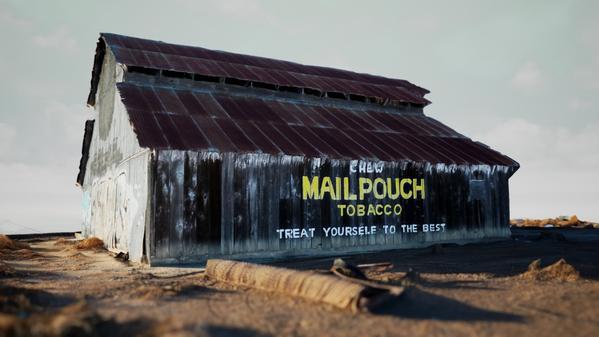 CHEW
MAIL POUCH
TOBACCO
TREAT YOURSELF TO THE BEST